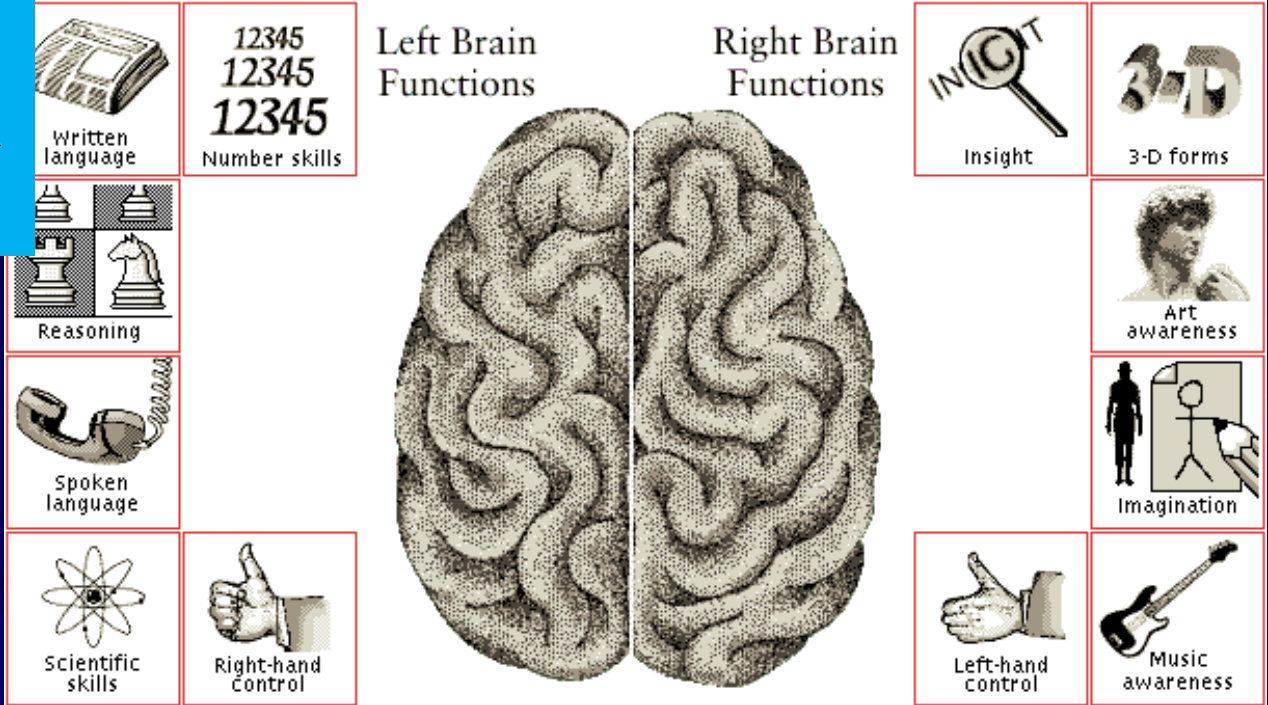 Left Brain
Functions
Right Brain
Functions
Written
language
12345
12345
12345
Number skills
INSIGHT
Insight
3-D
3-D forms
Reasoning
Art
awareness
Spoken
language
Imagination
Scientific
skills
Right-hand
control
Left-hand
control
Music
awareness